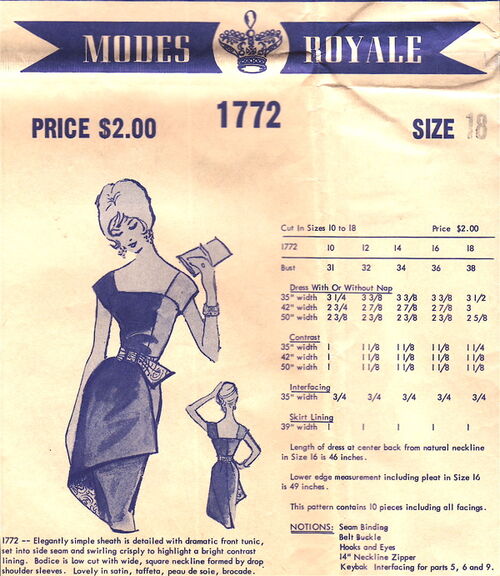 MODES ROYALE
1772
PRICE $2.00
SIZE 18
Cut In Sizes 10 to 18 Price $2.00
1772 10 12 14 16 18
Bust 31 32 34 36 38
Dress With Or Without Nap
35" width 3 1/4 3 3/8 3 3/8 3 3/8 3 1/2
42" width 2 3/4 2 7/8 2 7/8 2 7/8 3
50" width 2 3/8 2 3/8 2 3/8 2 3/8 2 5/8
Contrast
35" width 1 1 1/8 1 1/8 1 1/8 1 1/4
42" width 1 1 1/8 1 1/8 1 1/8 1 1/8
50" width 1 1 1/8 1 1/8 1 1/8 1 1/8
Interfacing
35" width 3/4 3/4 3/4 3/4 3/4
Skirt Lining
39" width 1 1 1/8 1 1/8 1 1/8 1 1/8
Length of dress at center back from natural neckline
in Size 16 is 46 inches.
Lower edge measurement including pleat in Size 16
is 49 inches.
This pattern contains 10 pieces including all facings.
NOTIONS: Seam Binding
Belt Buckle
Hooks and Eyes
14" Neckline Zipper
Keybak Interfacing for parts 5, 6 and 9.
1772 -- Elegantly simple sheath is detailed with dramatic front tunic,
set into side seam and swirling crisply to highlight a bright contrast
lining. Bodice is low cut with wide, square neckline formed by drop
shoulder sleeves. Lovely in satin, taffeta, peau de soie, brocade.